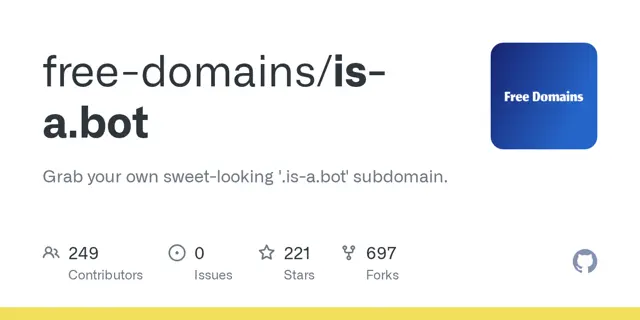 free-domains/is-
a.bot
Free Domains
Grab your own sweet-looking '.is-a.bot' subdomain.
249 0 221 697
Contributors Issues Stars Forks